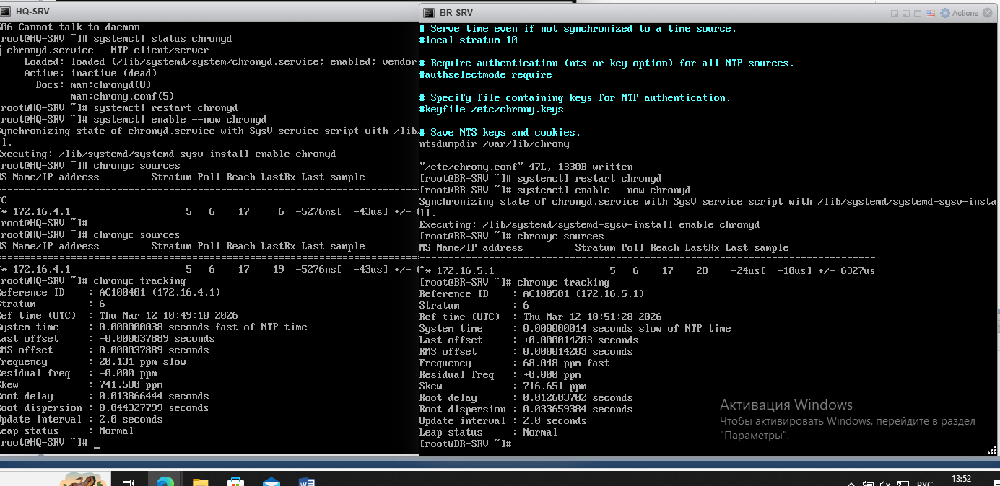 HQ-SRV
506 Cannot talk to daemon
root@HQ-SRV ~]# systemctl status chronyd
chronyd.service - NTP client/server
Loaded: loaded (/lib/systemd/system/chronyd.service; enabled; vendor
Active: inactive (dead)
Docs: man:chronyd(8)
man:chrony.conf(5)
root@HQ-SRV ~]# systemctl restart chronyd
root@HQ-SRV ~]# systemctl enable --now chronyd
Synchronizing state of chronyd.service with SysV service script with /lib
ll.
Executing: /lib/systemd/systemd-sysv-install enable chronyd
root@HQ-SRV ~]# chronyc sources
MS Name/IP address         Stratum Poll Reach LastRx Last sample
===============================================================================
^C
^* 172.16.4.1                    5   6    17     6  -5276ns[  -43us] +/-
root@HQ-SRV ~]#
root@HQ-SRV ~]# chronyc sources
MS Name/IP address         Stratum Poll Reach LastRx Last sample
===============================================================================
^* 172.16.4.1                    5   6    17    19  -5276ns[  -43us] +/-
root@HQ-SRV ~]# chronyc tracking
Reference ID    : AC100401 (172.16.4.1)
Stratum         : 6
Ref time (UTC)  : Thu Mar 12 10:49:10 2026
System time     : 0.000000038 seconds fast of NTP time
Last offset     : -0.000037889 seconds
RMS offset      : 0.000037889 seconds
Frequency       : 20.131 ppm slow
Residual freq   : -0.000 ppm
Skew            : 741.580 ppm
Root delay      : 0.013866444 seconds
Root dispersion : 0.044327799 seconds
Update interval : 2.0 seconds
Leap status     : Normal
root@HQ-SRV ~]# _
BR-SRV
Actions
# Serve time even if not synchronized to a time source.
#local stratum 10
# Require authentication (nts or key option) for all NTP sources.
#authselectmode require
# Specify file containing keys for NTP authentication.
#keyfile /etc/chrony.keys
# Save NTS keys and cookies.
ntsdumpdir /var/lib/chrony
"/etc/chrony.conf" 47L, 1330B written
[root@BR-SRV ~]# systemctl restart chronyd
[root@BR-SRV ~]# systemctl enable --now chronyd
Synchronizing state of chronyd.service with SysV service script with /lib/systemd/systemd-sysv-insta
ll.
Executing: /lib/systemd/systemd-sysv-install enable chronyd
[root@BR-SRV ~]# chronyc sources
MS Name/IP address         Stratum Poll Reach LastRx Last sample
===============================================================================
^* 172.16.5.1                    5   6    17    28    -24us[  -10us] +/- 6327us
[root@BR-SRV ~]# chronyc tracking
Reference ID    : AC100501 (172.16.5.1)
Stratum         : 6
Ref time (UTC)  : Thu Mar 12 10:51:28 2026
System time     : 0.000000014 seconds slow of NTP time
Last offset     : +0.000014203 seconds
RMS offset      : 0.000014203 seconds
Frequency       : 68.048 ppm fast
Residual freq   : +0.000 ppm
Skew            : 716.651 ppm
Root delay      : 0.012603702 seconds
Root dispersion : 0.033659384 seconds
Update interval : 2.0 seconds
Leap status     : Normal
[root@BR-SRV ~]#
Активация Windows
Чтобы активировать Windows, перейдите в раздел
"Параметры".
РУС
13:52